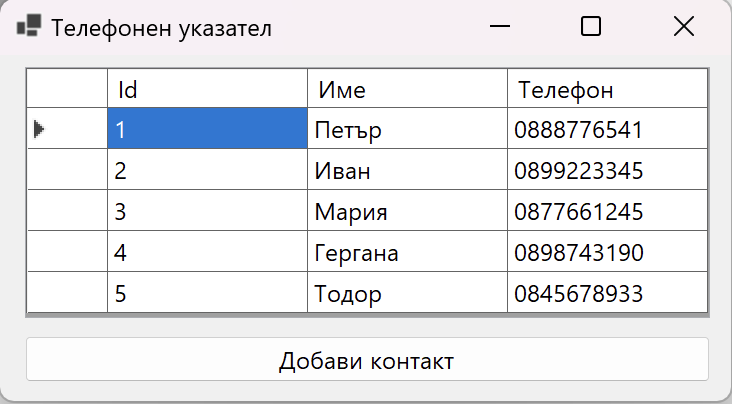 Телефонен указател
Id Име Телефон
1 Петър 0888776541
2 Иван 0899223345
3 Мария 0877661245
4 Гергана 0898743190
5 Тодор 0845678933
Добави контакт